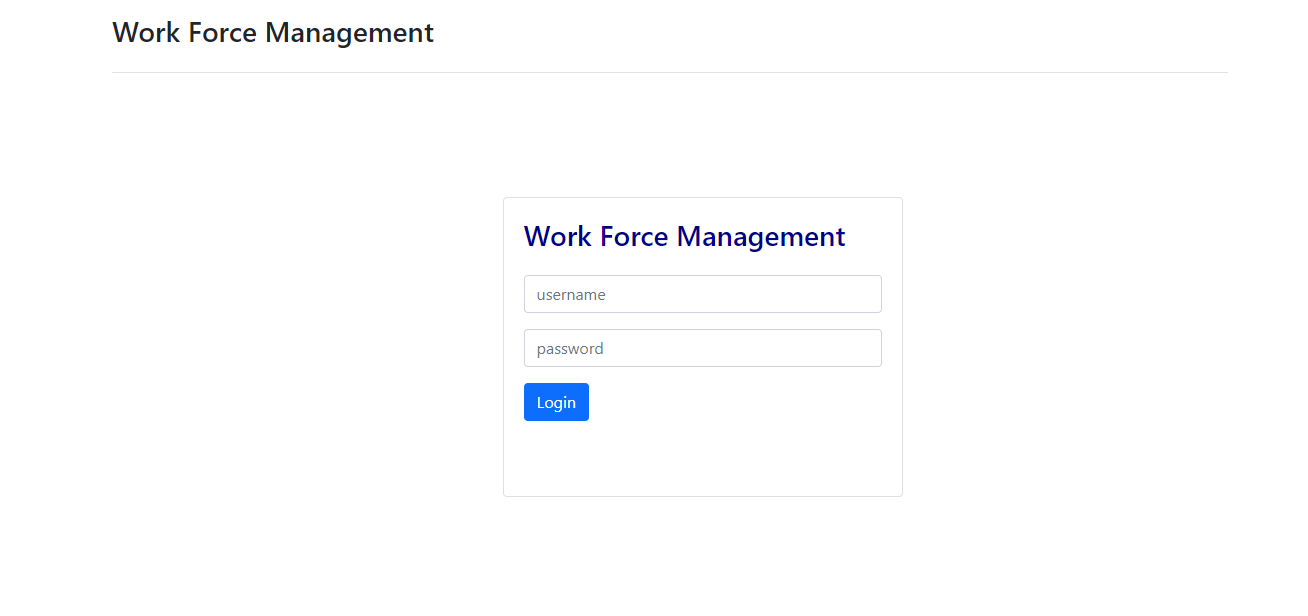 Work Force Management
Work Force Management
username
password
Login